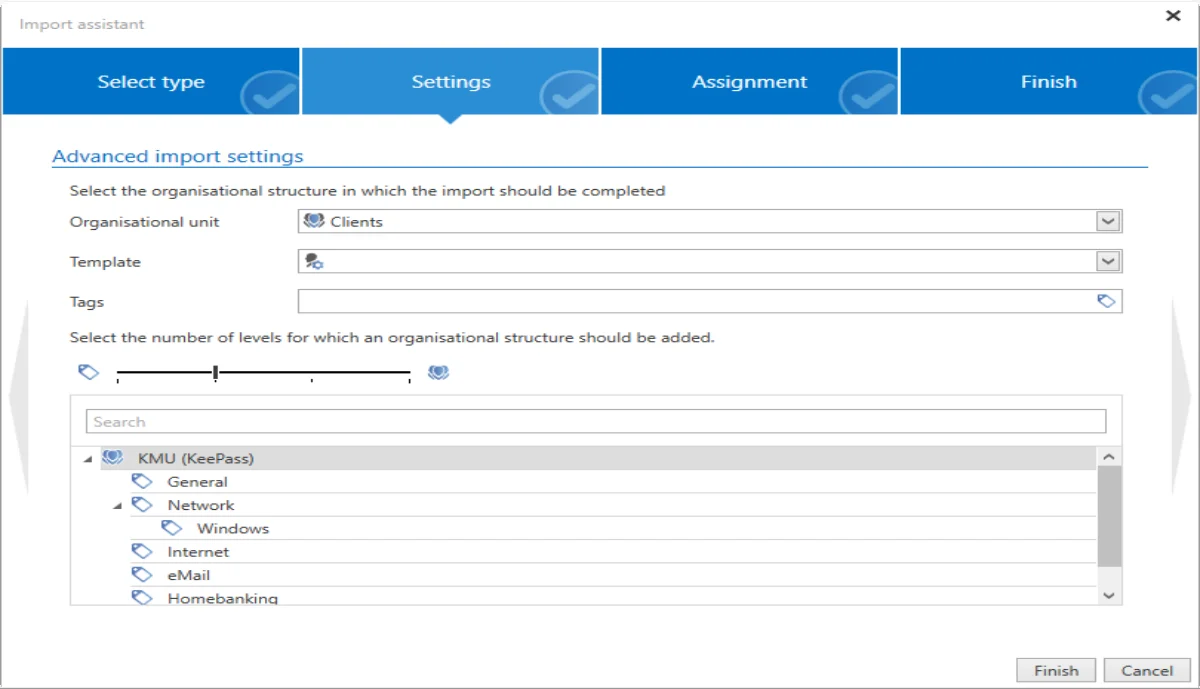 Import assistant
Select type
Settings
Assignment
Finish
Advanced import settings
Select the organisational structure in which the import should be completed
Organisational unit
Clients
Template
Tags
Select the number of levels for which an organisational structure should be added.
Search
KMU (KeePass)
General
Network
Windows
Internet
eMail
Homebanking
Finish
Cancel